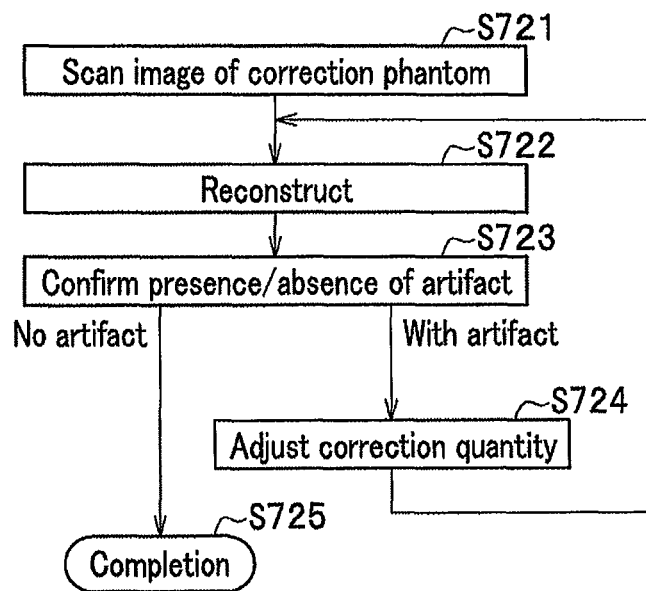 S721
Scan image of correction phantom
S722
Reconstruct
S723
Confirm presence/absence of artifact
No artifact
With artifact
S724
Adjust correction quantity
S725
Completion